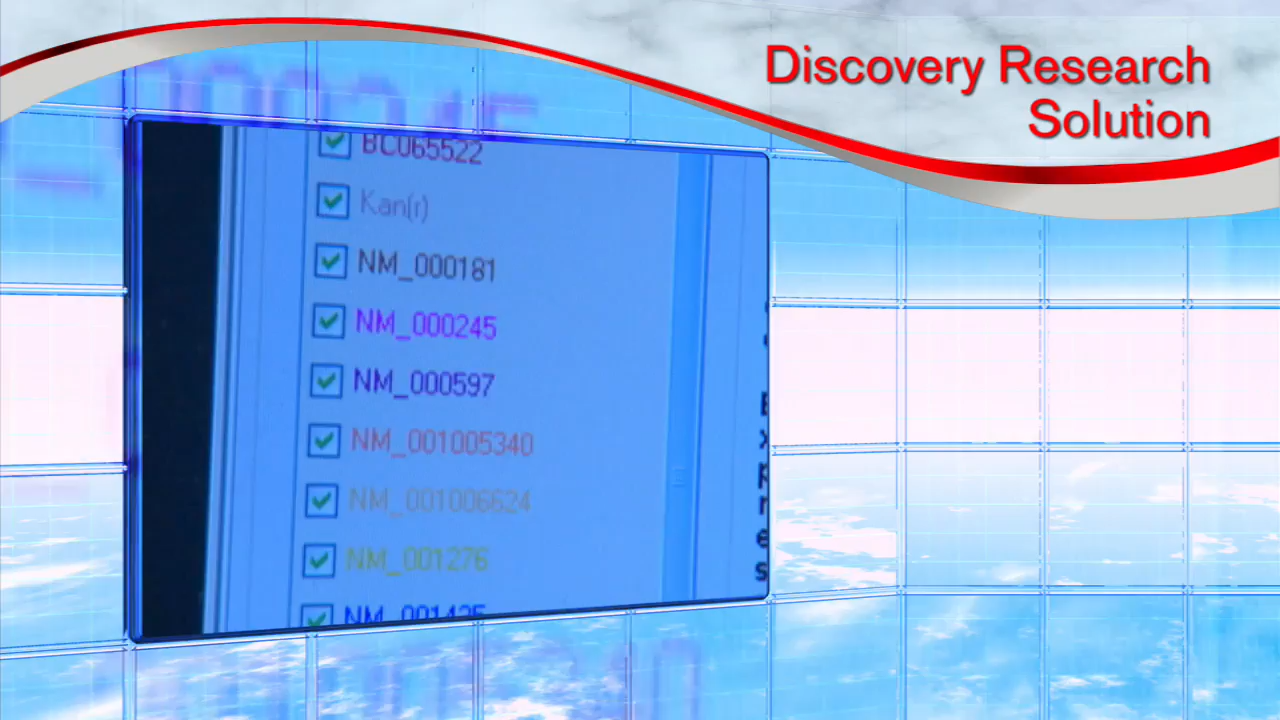 Discovery Research
Solution
BC065522
Kan(r)
NM_000181
NM_000245
NM_000597
NM_001005340
NM_001006624
NM_001276